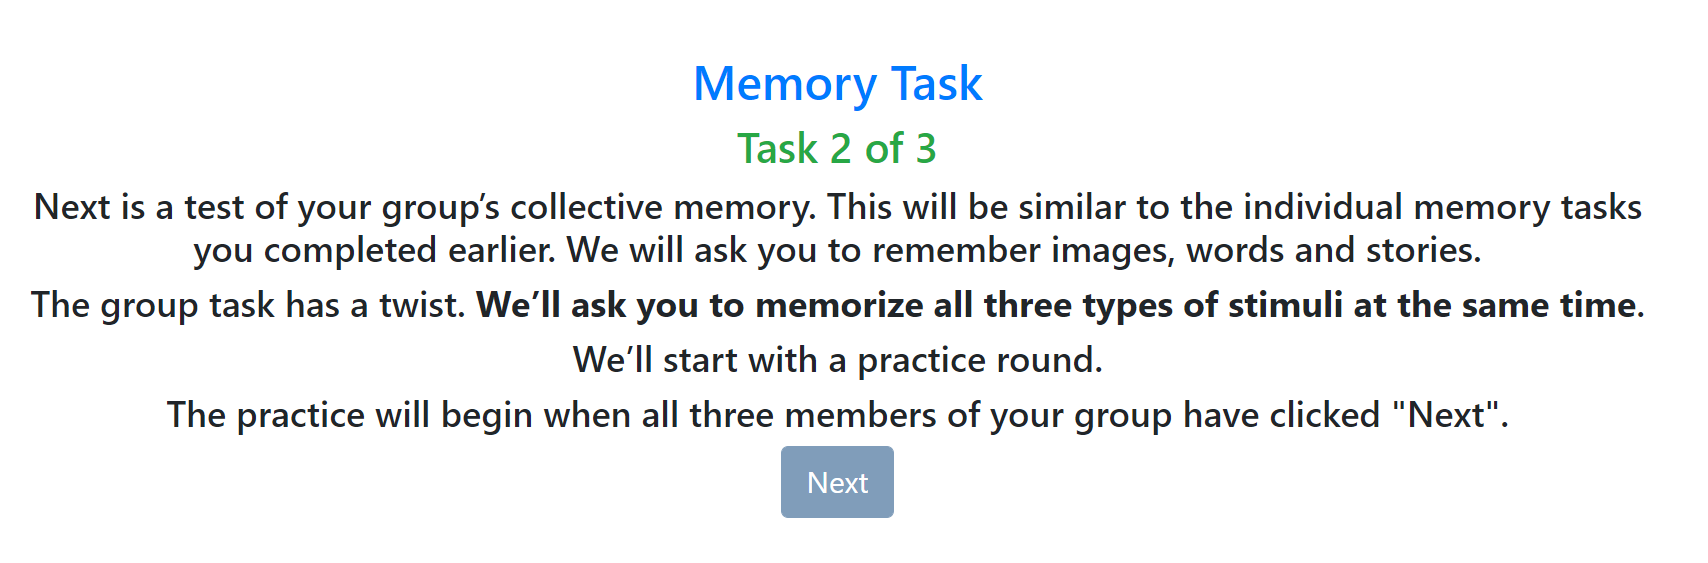 Memory Task
Task 2 of 3
Next is a test of your group’s collective memory. This will be similar to the individual memory tasks
you completed earlier. We will ask you to remember images, words and stories.
The group task has a twist. We’ll ask you to memorize all three types of stimuli at the same time.
We’ll start with a practice round.
The practice will begin when all three members of your group have clicked "Next".
Next